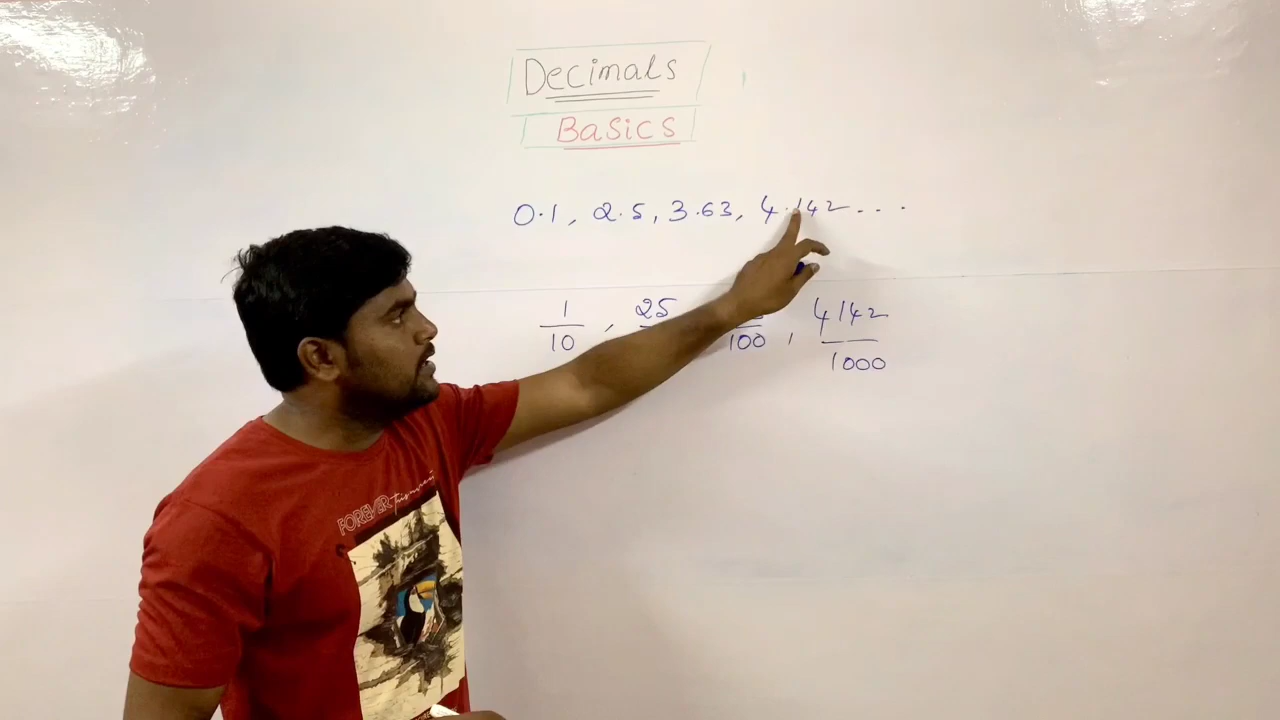 Decimals
Basics
0.1, 2.5, 3.63, 4.142...
1/10, 25/ /100, 4142/1000
FOREVER